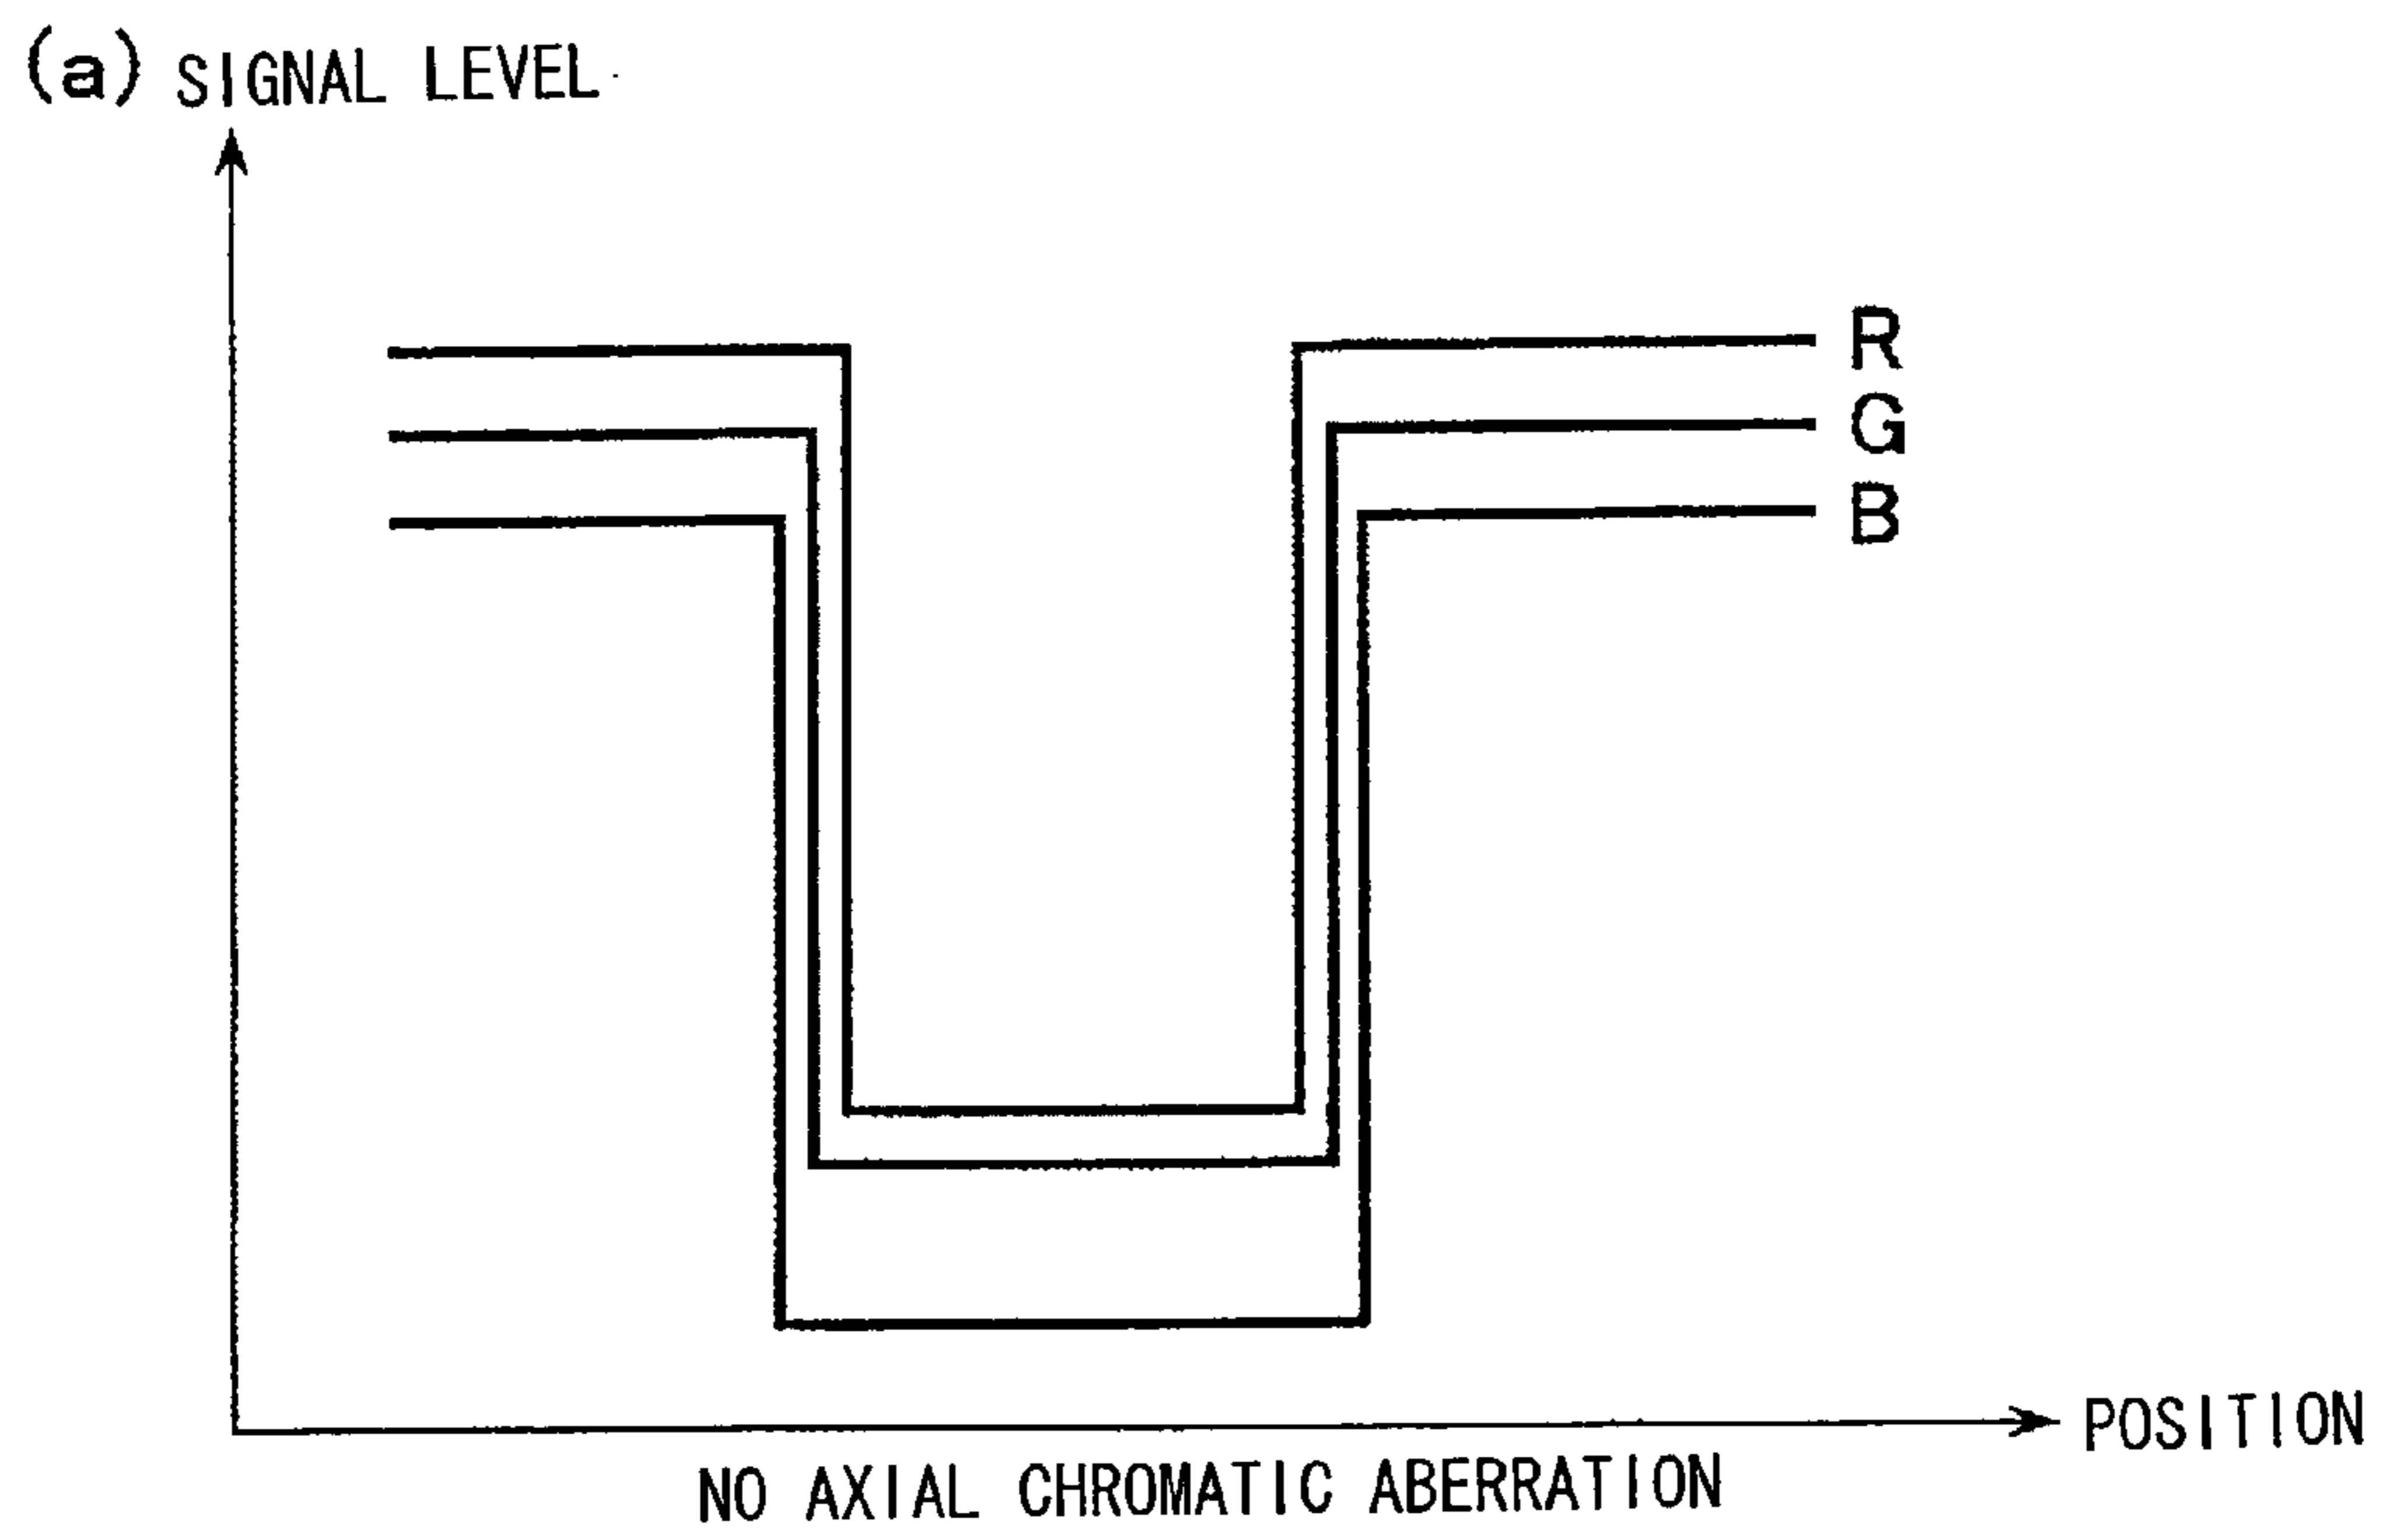 (a) SIGNAL LEVEL
R
G
B
POSITION
NO AXIAL CHROMATIC ABERRATION